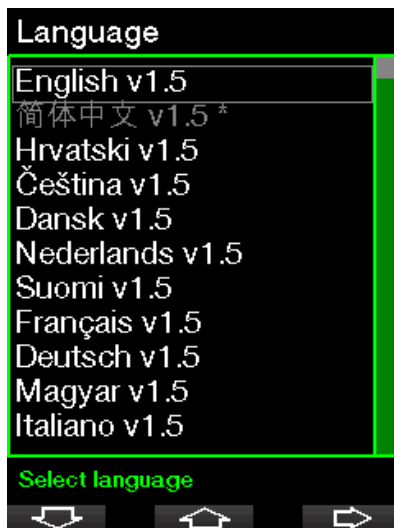 Language
English v1.5
简体中文 v1.5 *
Hrvatski v1.5
Čeština v1.5
Dansk v1.5
Nederlands v1.5
Suomi v1.5
Français v1.5
Deutsch v1.5
Magyar v1.5
Italiano v1.5
Select language